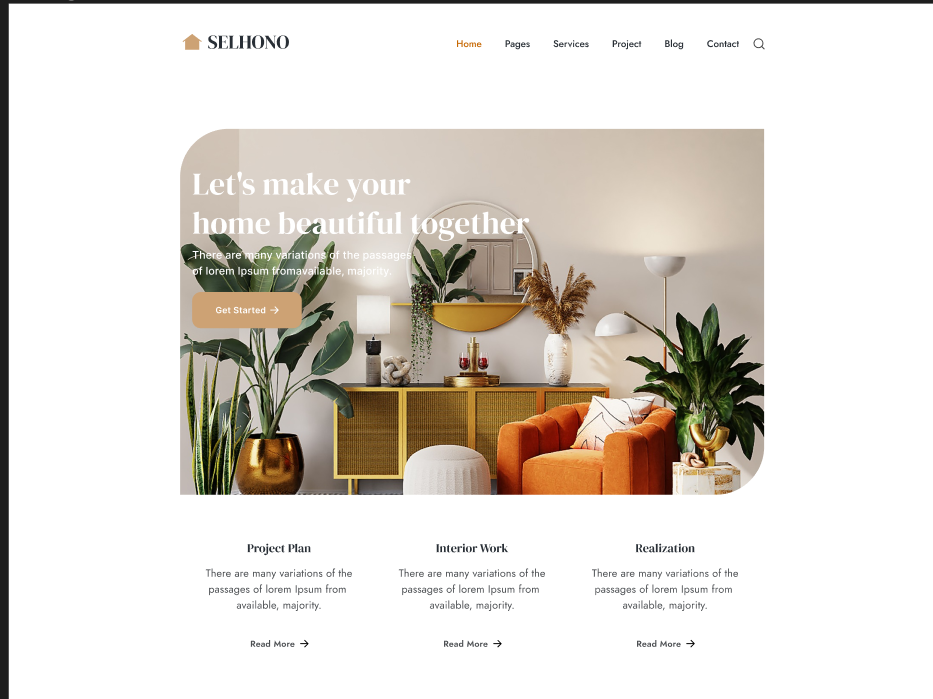 SELHONO
Home Pages Services Project Blog Contact
Let's make your
home beautiful together
There are many variations of the passages
of lorem Ipsum fromavailable, majority.
Get Started →
Project Plan
There are many variations of the
passages of lorem Ipsum from
available, majority.
Read More →
Interior Work
There are many variations of the
passages of lorem Ipsum from
available, majority.
Read More →
Realization
There are many variations of the
passages of lorem Ipsum from
available, majority.
Read More →